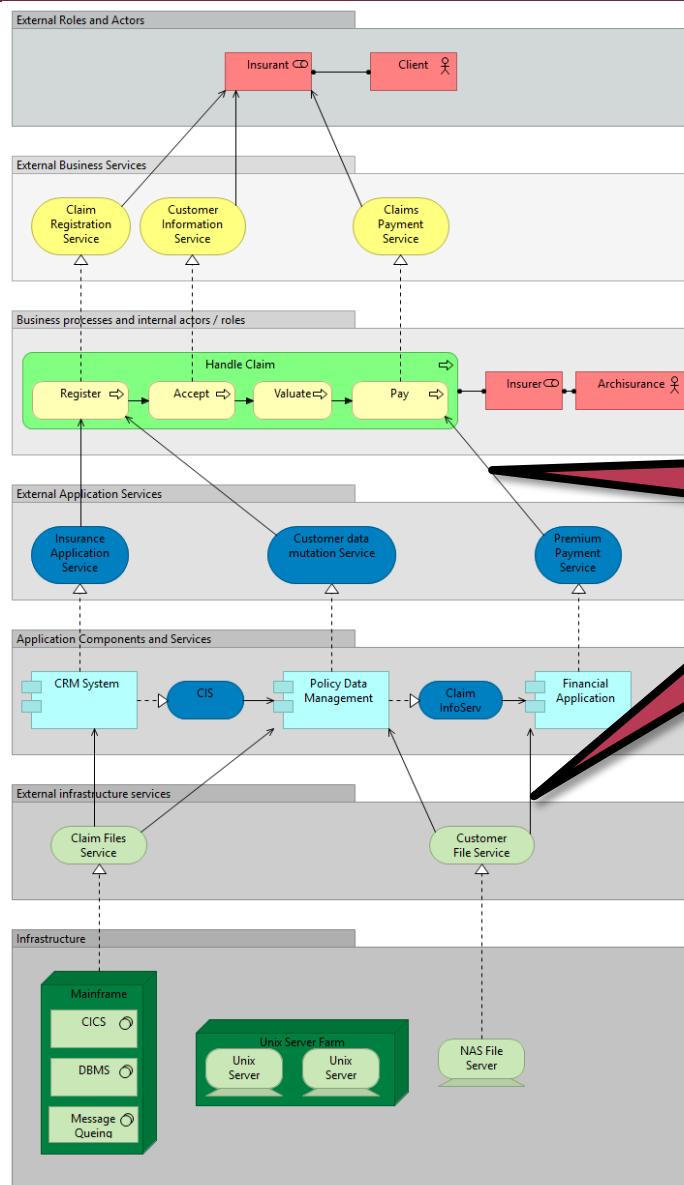 External Roles and Actors
Insurant
Client
External Business Services
Claim
Registration
Service
Customer
Information
Service
Claims
Payment
Service
Business processes and internal actors / roles
Handle Claim
Register
Accept
Valuate
Pay
Insurer
Archisurance
External Application Services
Insurance
Application
Service
Customer data
mutation Service
Premium
Payment
Service
Application Components and Services
CRM System
CIS
Policy Data
Management
Claim
InfoServ
Financial
Application
External infrastructure services
Claim Files
Service
Customer
File Service
Infrastructure
Mainframe
CICS
DBMS
Message
Queing
Unix Server Farm
Unix
Server
Unix
Server
NAS File
Server